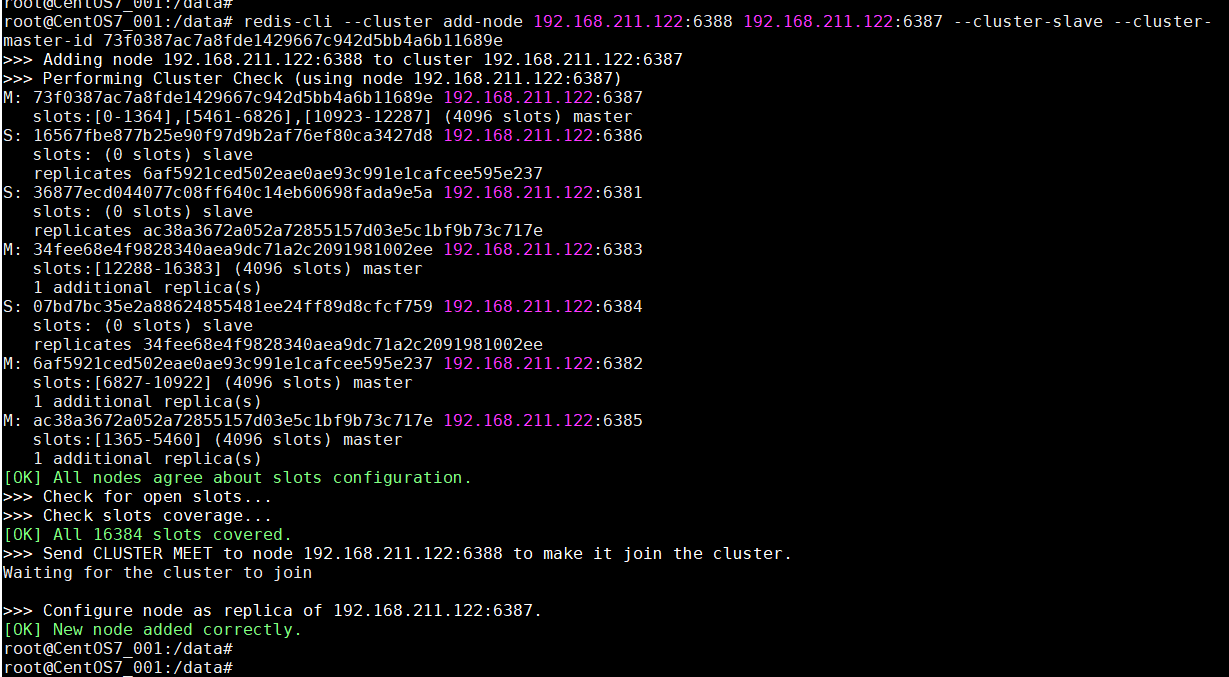 root@CentOS7_001:/data#
root@CentOS7_001:/data# redis-cli --cluster add-node 192.168.211.122:6388 192.168.211.122:6387 --cluster-slave --cluster-
master-id 73f0387ac7a8fde1429667c942d5bb4a6b11689e
>>> Adding node 192.168.211.122:6388 to cluster 192.168.211.122:6387
>>> Performing Cluster Check (using node 192.168.211.122:6387)
M: 73f0387ac7a8fde1429667c942d5bb4a6b11689e 192.168.211.122:6387
   slots:[0-1364],[5461-6826],[10923-12287] (4096 slots) master
S: 16567fbe877b25e90f97d9b2af76ef80ca3427d8 192.168.211.122:6386
   slots: (0 slots) slave
   replicates 6af5921ced502eae0ae93c991e1cafcee595e237
S: 36877ecd044077c08ff640c14eb60698fada9e5a 192.168.211.122:6381
   slots: (0 slots) slave
   replicates ac38a3672a052a72855157d03e5c1bf9b73c717e
M: 34fee68e4f9828340aea9dc71a2c2091981002ee 192.168.211.122:6383
   slots:[12288-16383] (4096 slots) master
   1 additional replica(s)
S: 07bd7bc35e2a88624855481ee24ff89d8cfcf759 192.168.211.122:6384
   slots: (0 slots) slave
   replicates 34fee68e4f9828340aea9dc71a2c2091981002ee
M: 6af5921ced502eae0ae93c991e1cafcee595e237 192.168.211.122:6382
   slots:[6827-10922] (4096 slots) master
   1 additional replica(s)
M: ac38a3672a052a72855157d03e5c1bf9b73c717e 192.168.211.122:6385
   slots:[1365-5460] (4096 slots) master
   1 additional replica(s)
[OK] All nodes agree about slots configuration.
>>> Check for open slots...
>>> Check slots coverage...
[OK] All 16384 slots covered.
>>> Send CLUSTER MEET to node 192.168.211.122:6388 to make it join the cluster.
Waiting for the cluster to join
>>> Configure node as replica of 192.168.211.122:6387.
[OK] New node added correctly.
root@CentOS7_001:/data#
root@CentOS7_001:/data#